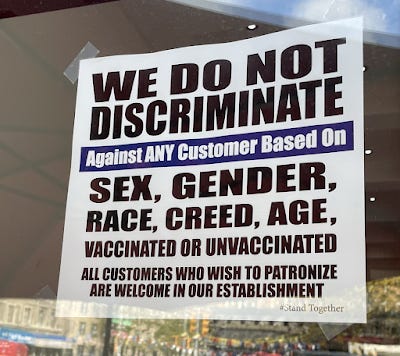 WE DO NOT
DISCRIMINATE
Against ANY Customer Based On
SEX, GENDER,
RACE, CREED, AGE,
VACCINATED OR UNVACCINATED
ALL CUSTOMERS WHO WISH TO PATRONIZE
ARE WELCOME IN OUR ESTABLISHMENT
#Stand Together